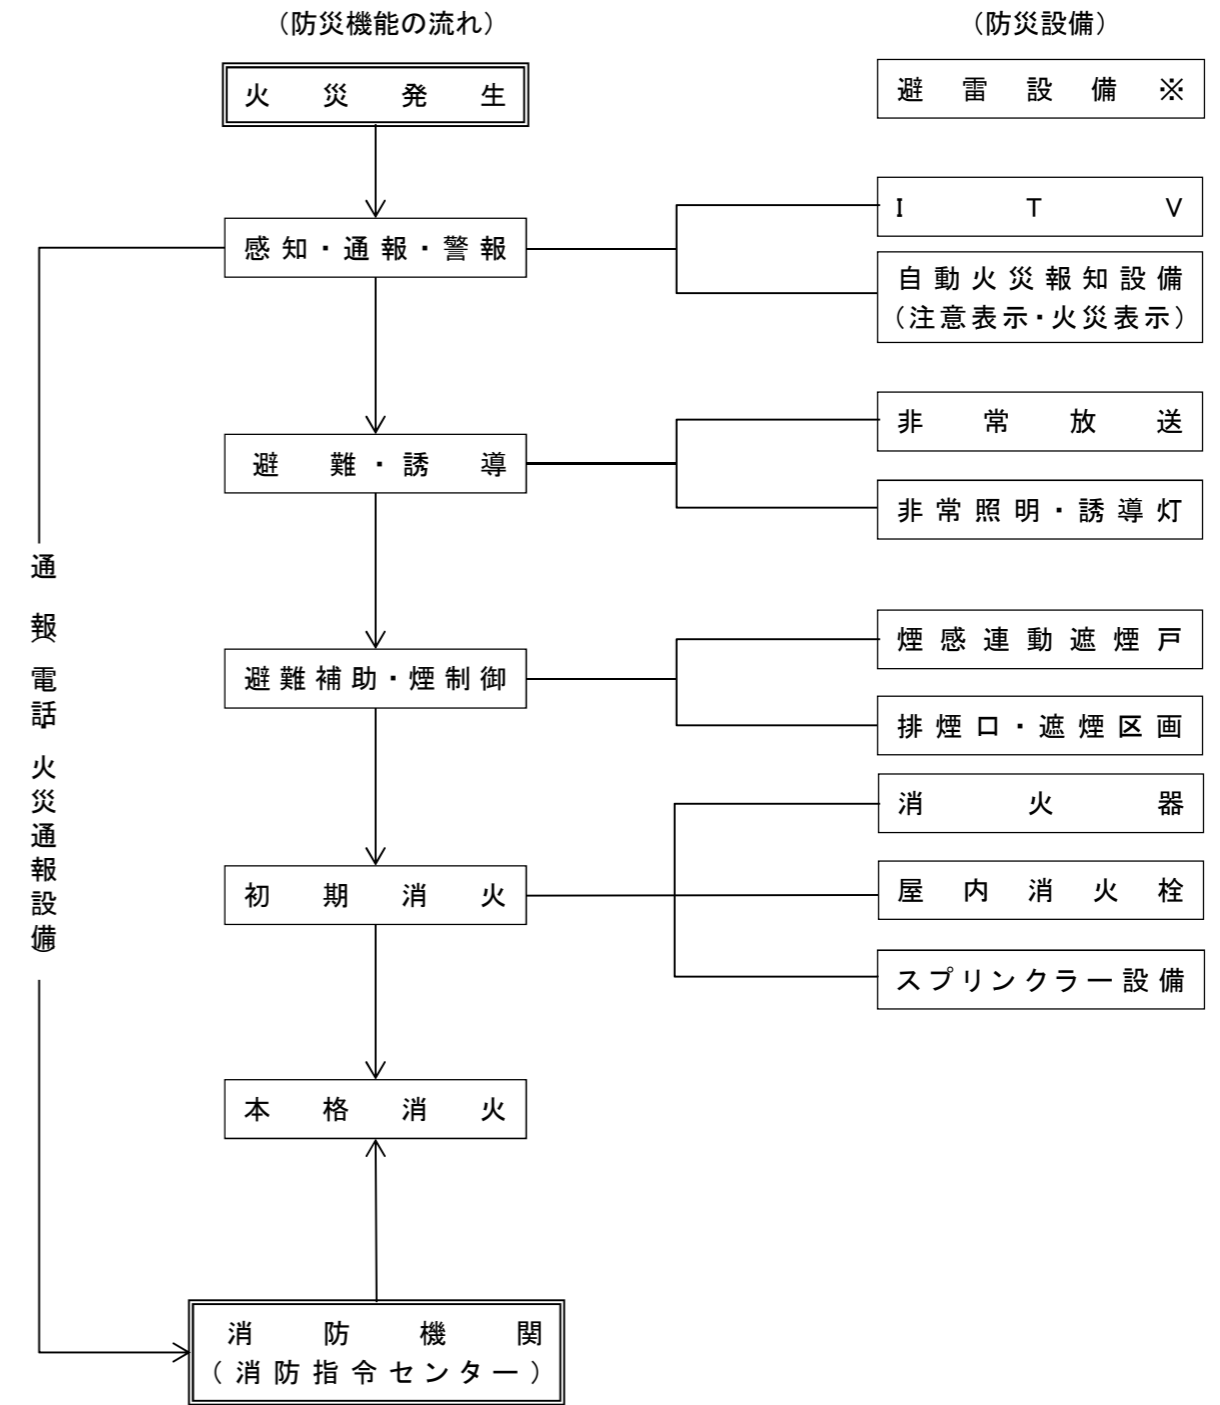 (防災機能の流れ)
(防災設備)
火災発生
避雷設備※
感知・通報・警報
ITV
自動火災報知設備
(注意表示・火災表示)
避難・誘導
非常放送
非常照明・誘導灯
避難補助・煙制御
煙感連動遮煙戸
排煙口・遮煙区画
初期消火
消火器
屋内消火栓
スプリンクラー設備
本格消火
通報(電話・火災通報設備)
消防機関
(消防指令センター)